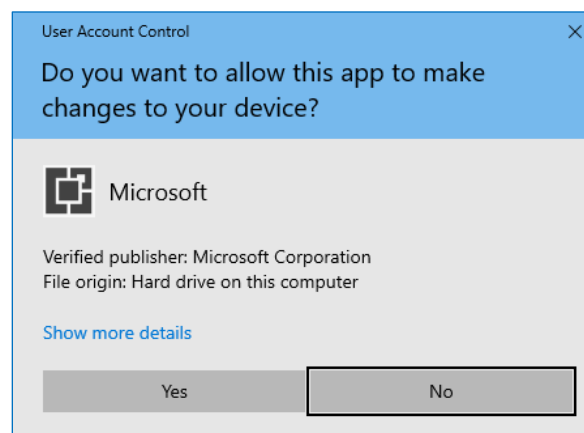 User Account Control
Do you want to allow this app to make
changes to your device?
Microsoft
Verified publisher: Microsoft Corporation
File origin: Hard drive on this computer
Show more details
Yes
No